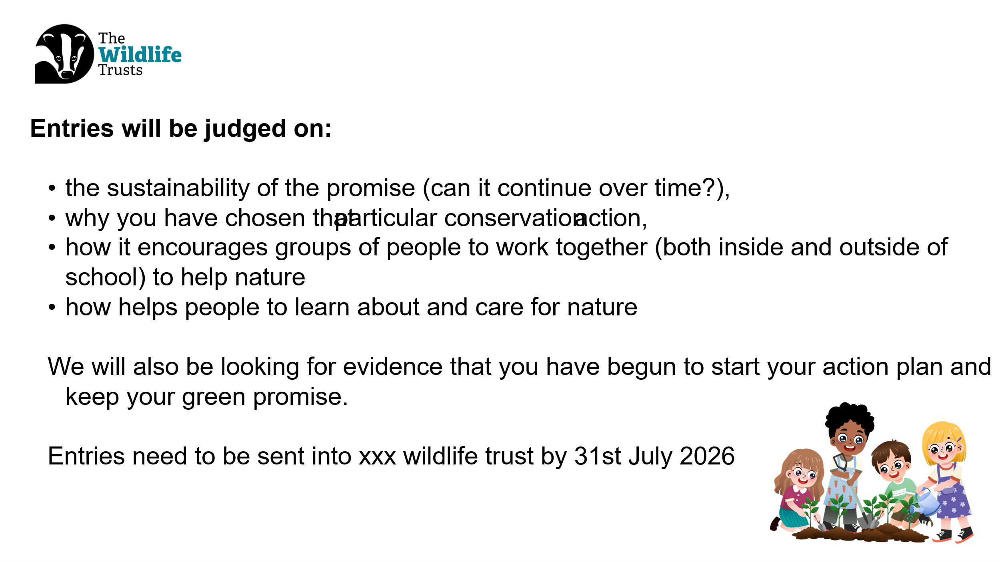 The
Wildlife
Trusts
Entries will be judged on:
• the sustainability of the promise (can it continue over time?),
• why you have chosen that particular conservation action,
• how it encourages groups of people to work together (both inside and outside of
school) to help nature
• how helps people to learn about and care for nature
We will also be looking for evidence that you have begun to start your action plan and
keep your green promise.
Entries need to be sent into xxx wildlife trust by 31st July 2026